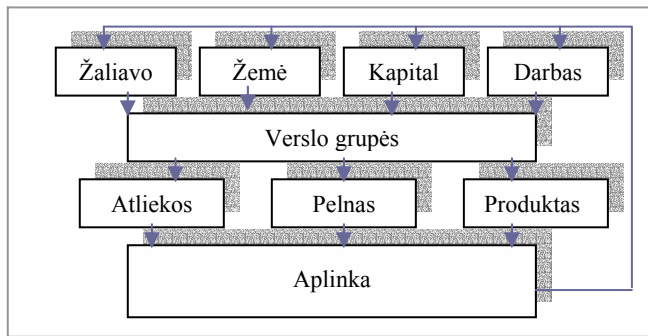 Žaliavo
Žemė
Kapital
Darbas
Verslo grupės
Atliekos
Pelnas
Produktas
Aplinka